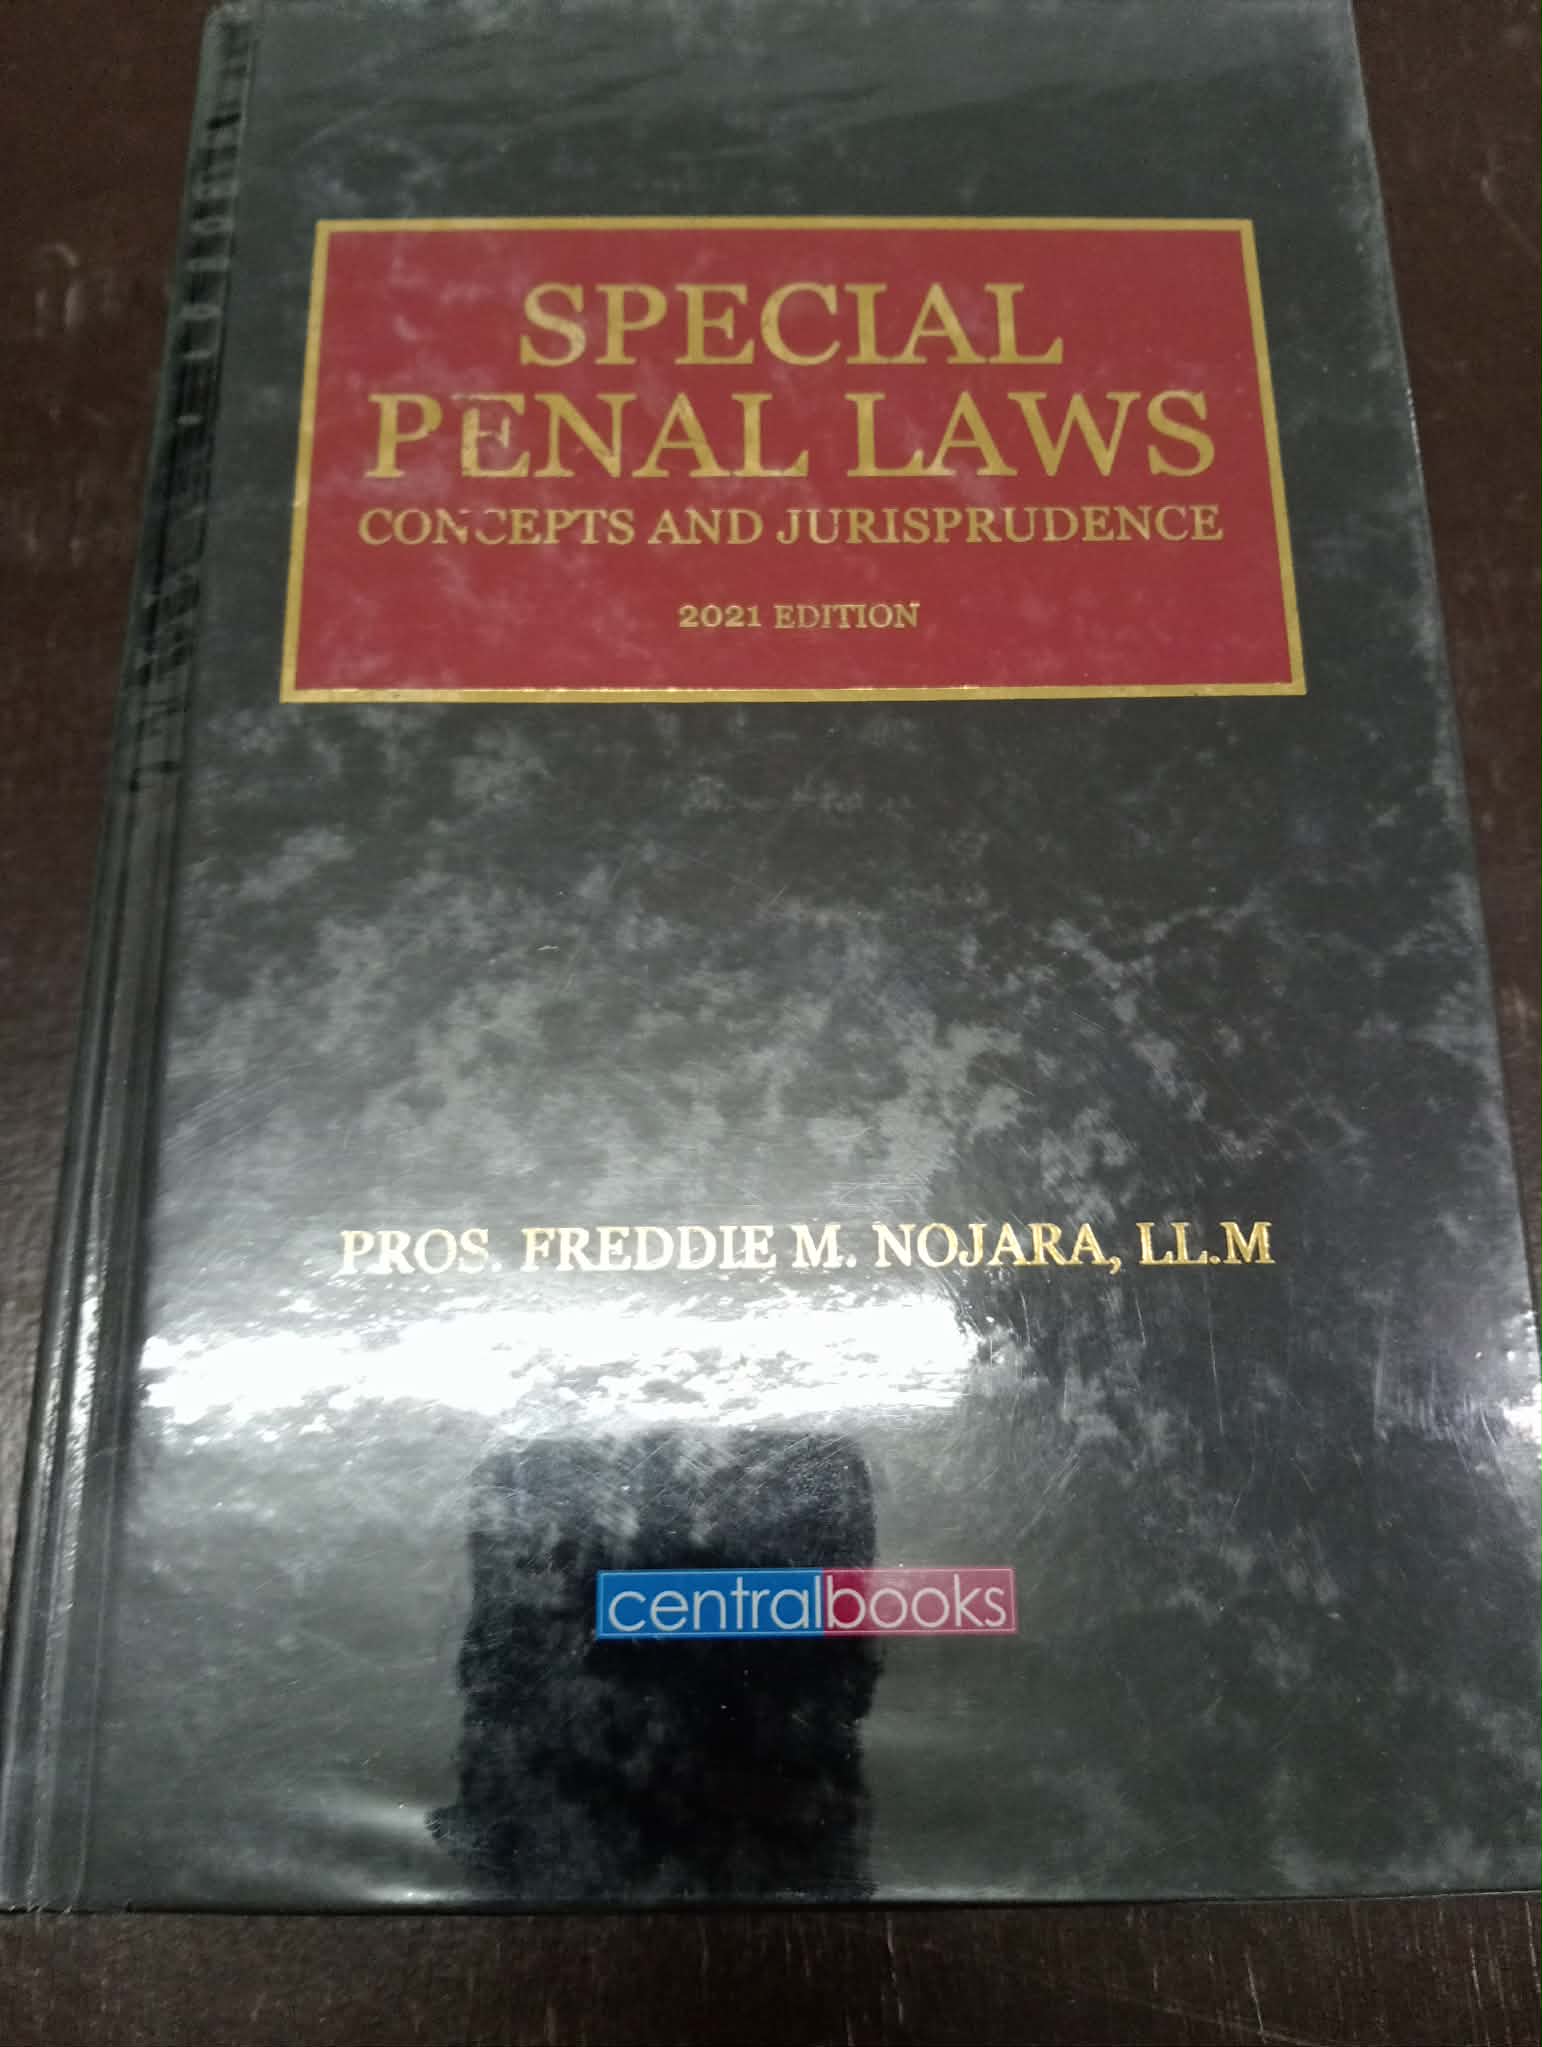 SPECIAL
PENAL LAWS
CONCEPTS AND JURISPRUDENCE
2021 EDITION
PROS. FREDDIE M. NOJARA, LL.M
centralbooks